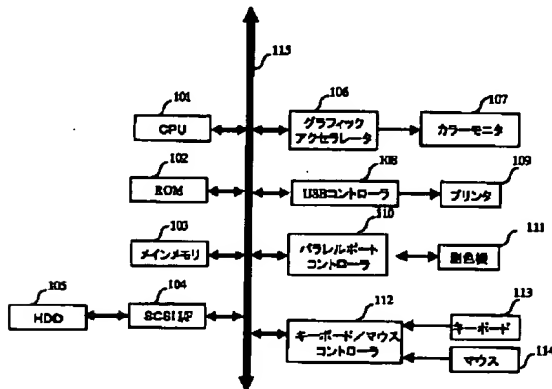 115
106
107
101
グラフィック
アクセラレータ
カラーモニタ
CPU
102
108
109
ROM
USBコントローラ
プリンタ
110
103
111
メインメモリ
パラレルポート
コントローラ
測色機
105
104
112
113
HDD
SCSI I/F
キーボード/マウス
コントローラ
キーボード
マウス
114